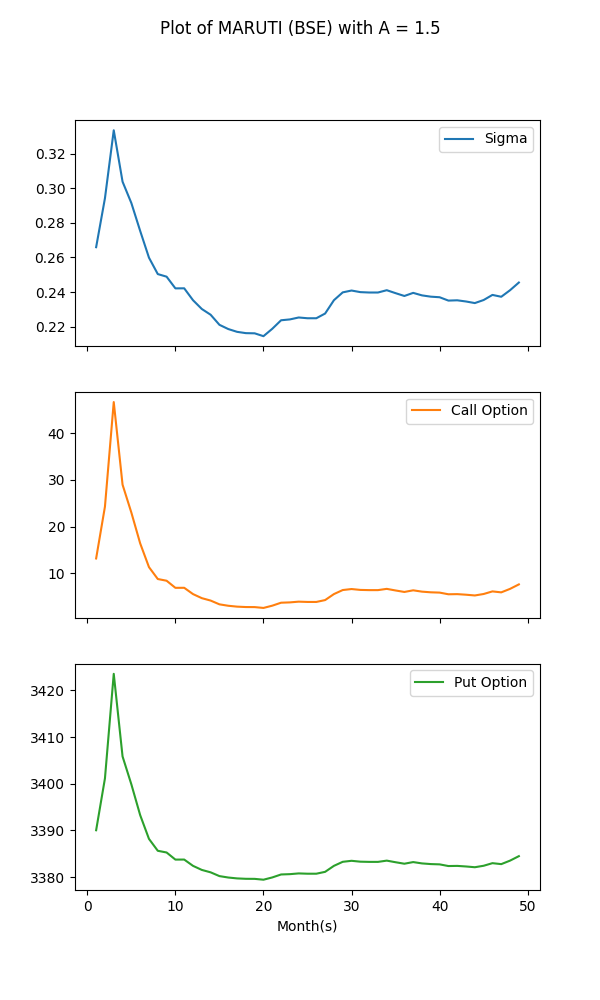 Plot of MARUTI (BSE) with A = 1.5
Sigma
0.32
0.30
0.28
0.26
0.24
0.22
Call Option
40
30
20
10
Put Option
3420
3410
3400
3390
3380
0 10 20 30 40 50
Month(s)